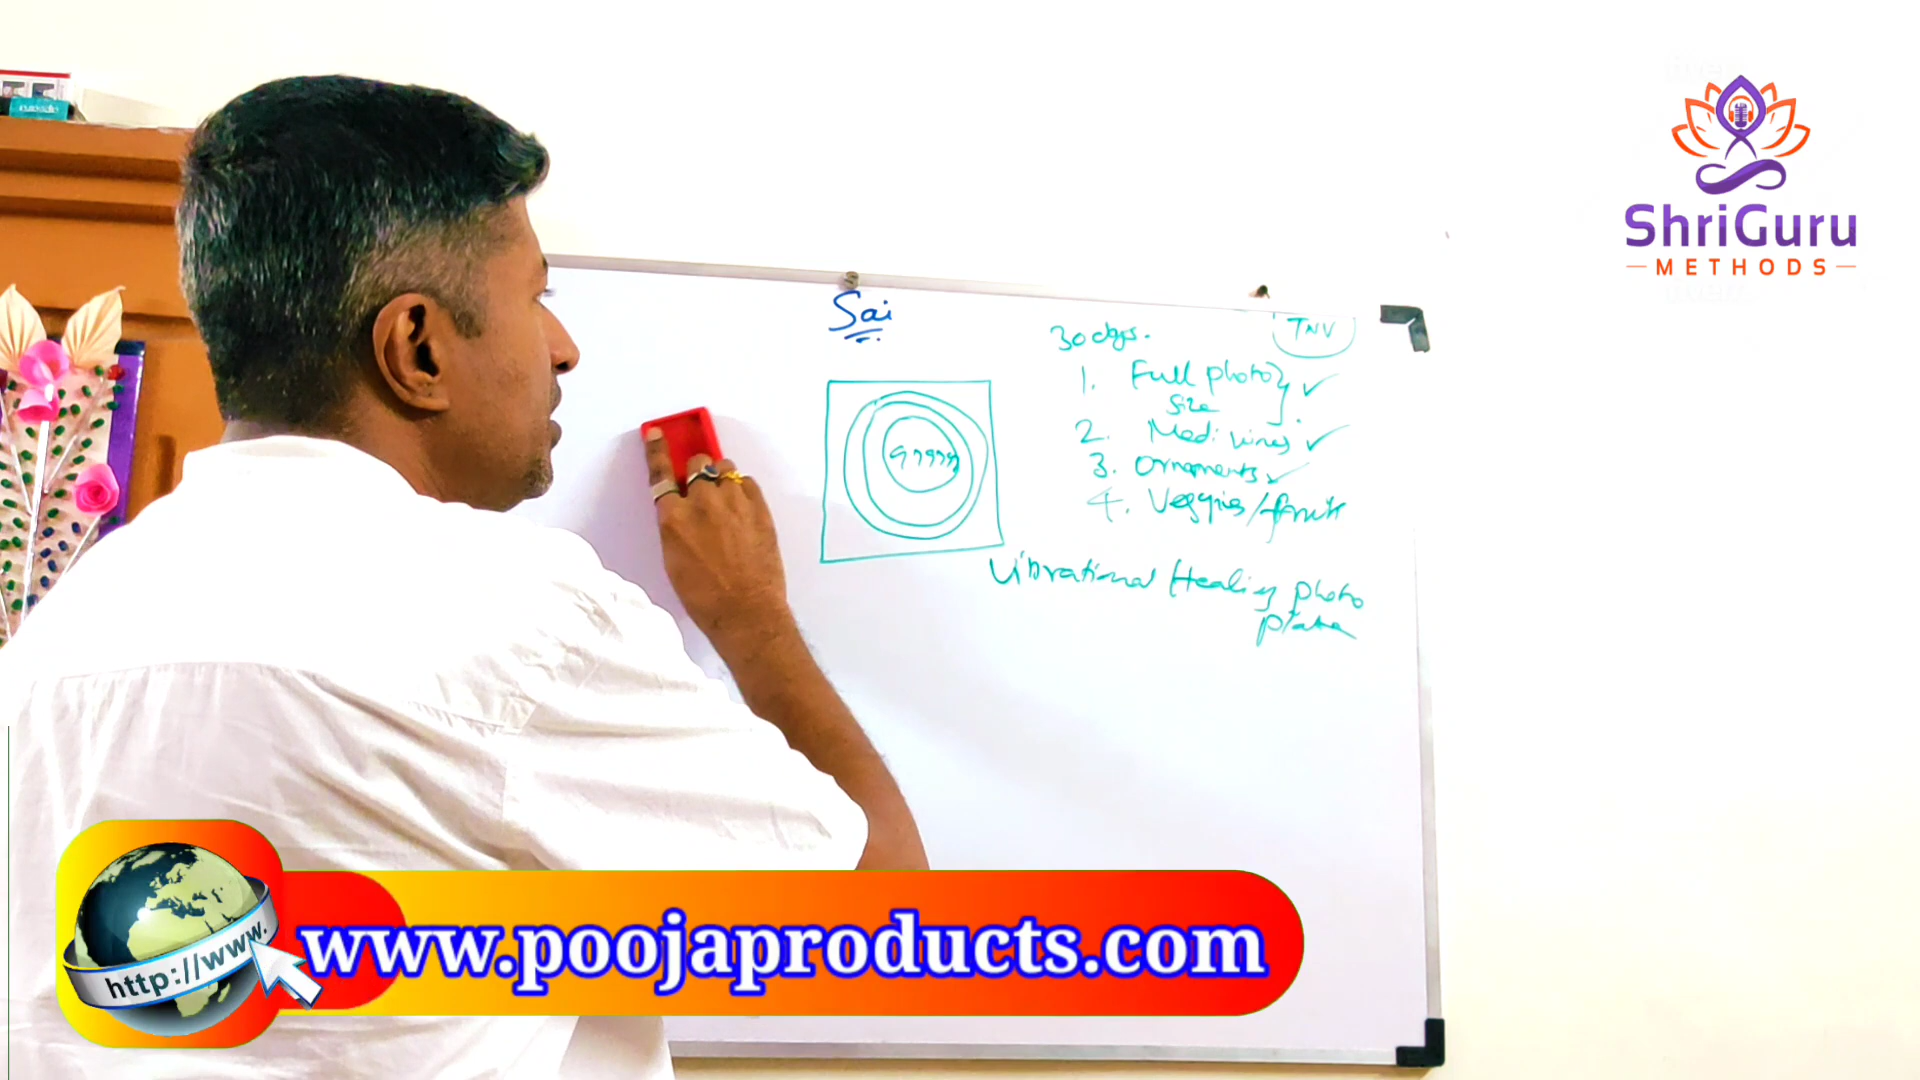 ShriGuru
METHODS
Sai
TNV
30 days.
1. Full photo
size
2. Medicines
3. Ornaments
4. Veggies/fruits
97999
Vibrational Healing photo
plate
http://www.
www.poojaproducts.com